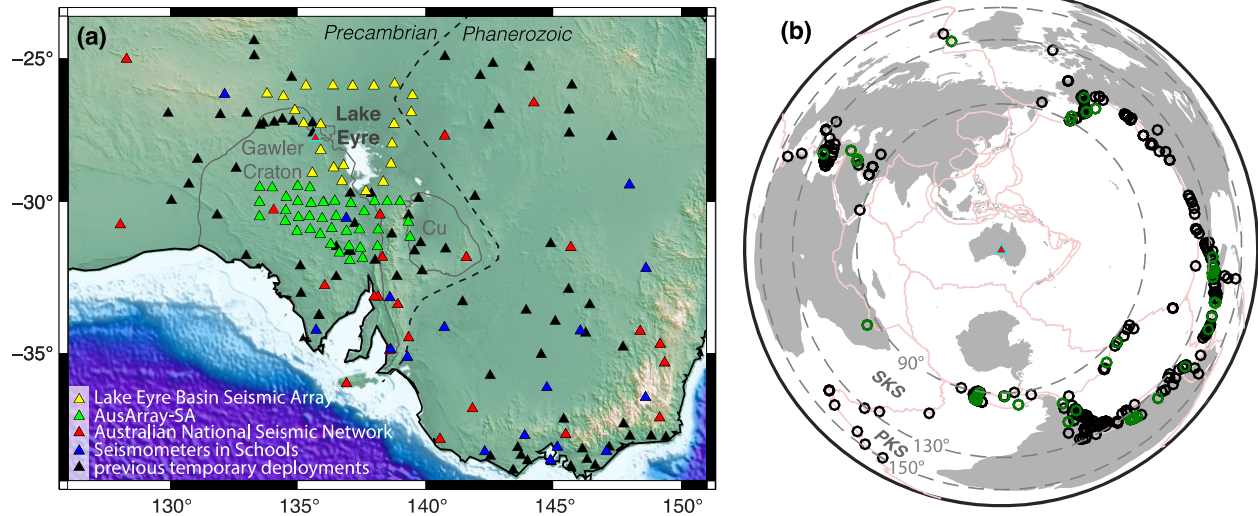 (a)
Precambrian
Phanerozoic
Lake
Eyre
Gawler
Craton
Cu
−25°
−30°
−35°
130°
135°
140°
145°
150°
Lake Eyre Basin Seismic Array
AusArray-SA
Australian National Seismic Network
Seismometers in Schools
previous temporary deployments
(b)
90°
SKS
130°
PKS
150°